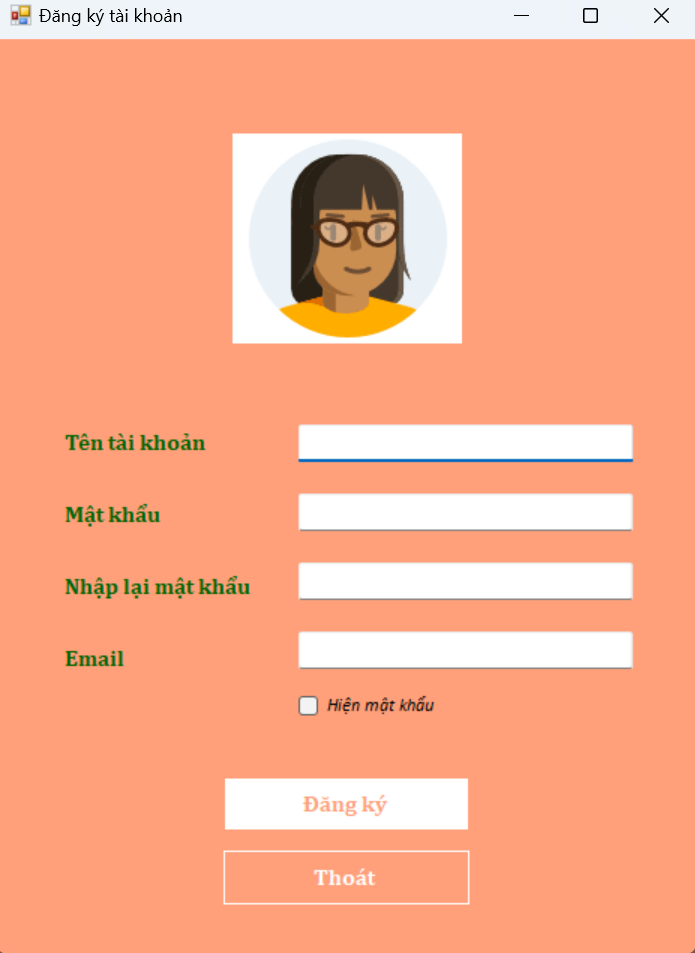 Đăng ký tài khoản
Tên tài khoản
Mật khẩu
Nhập lại mật khẩu
Email
Hiện mật khẩu
Đăng ký
Thoát